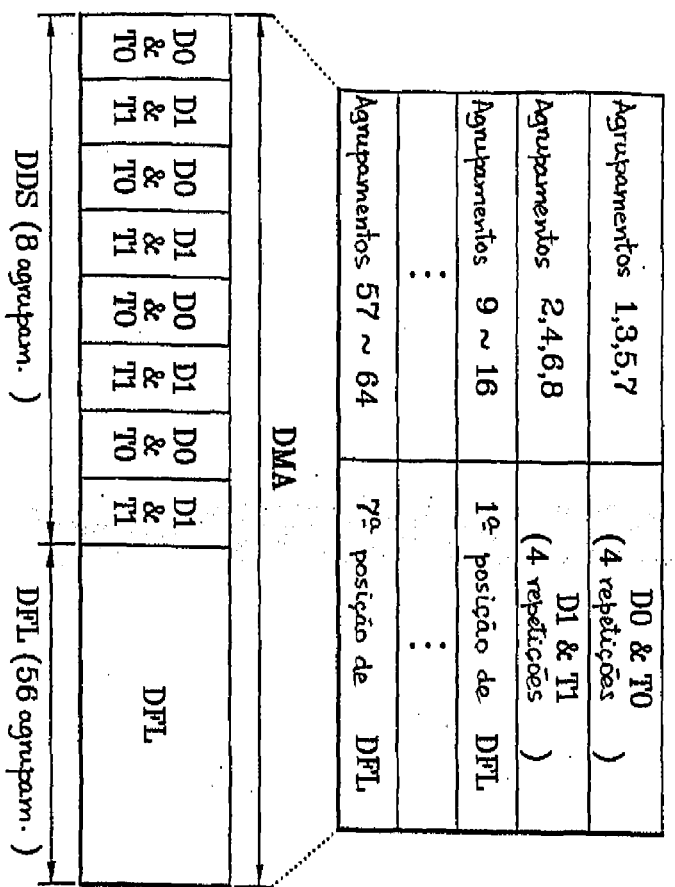 Agrupamentos 1,3,5,7
D0 & T0
(4 repetições )
Agrupamentos 2,4,6,8
D1 & T1
(4 repetições )
Agrupamentos 9 ~ 16
1ª posição de DFL
...
...
Agrupamentos 57 ~ 64
7ª posição de DFL
DMA
D0 & T0
D1 & T1
D0 & T0
D1 & T1
D0 & T0
D1 & T1
D0 & T0
D1 & T1
DFL
DDS (8 agrupam. )
DFL (56 agrupam. )